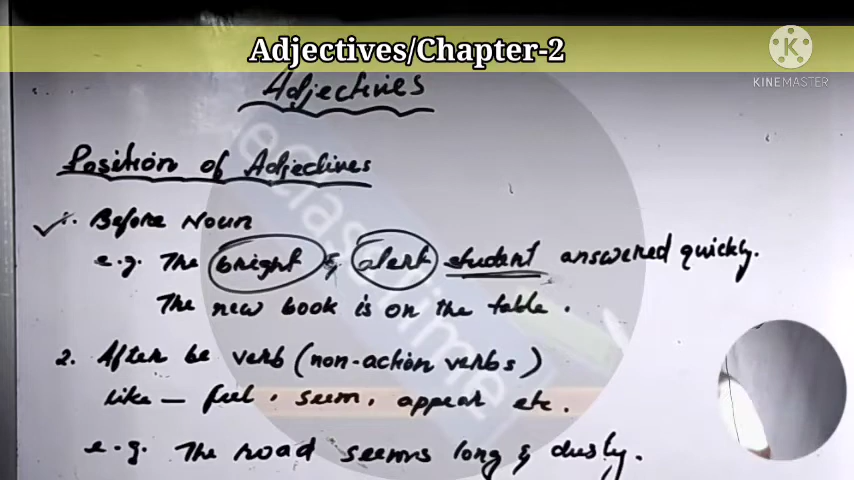 Adjectives/Chapter-2
KINEMASTER
Adjectives
Position of Adjectives
1. Before Noun
e.g. The bright & alert student answered quickly.
The new book is on the table.
2. After be verb (non-action verbs)
like — feel, seem, appear etc.
e.g. The road seems long & dusty.